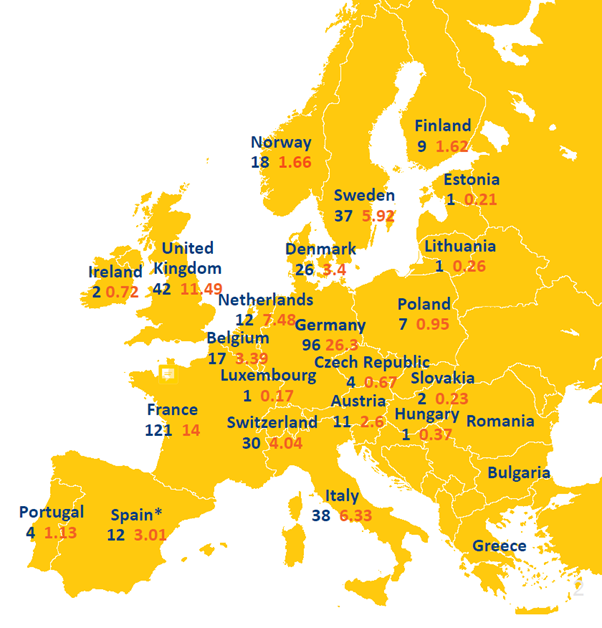 Finland
9 1.62
Norway
18 1.66
Estonia
1 0.21
Sweden
37 5.92
Lithuania
1 0.26
Denmark
26 3.4
United
Kingdom
42 11.49
Ireland
2 0.72
Netherlands
12 7.48
Poland
7 0.95
Germany
96 26.3
Belgium
17 3.39
Czech Republic
4 0.67
Luxembourg
1 0.17
Slovakia
2 0.23
Austria
11 2.6
France
121 14
Hungary
1 0.37
Romania
Switzerland
30 4.04
Bulgaria
Italy
38 6.33
Portugal
4 1.13
Spain*
12 3.01
Greece
2